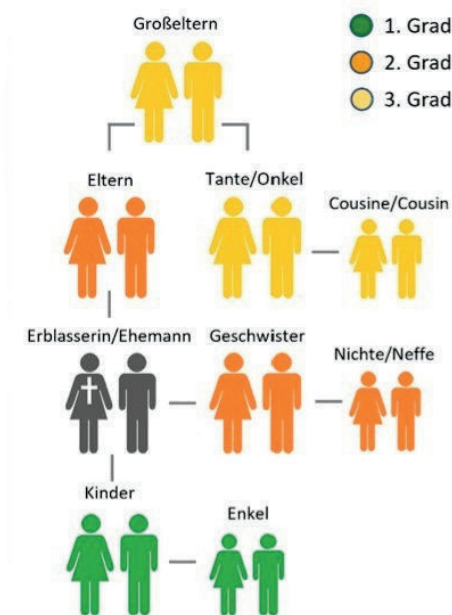 Großeltern
1. Grad
2. Grad
3. Grad
Eltern
Tante/Onkel
Cousine/Cousin
Erblasserin/Ehemann
Geschwister
Nichte/Neffe
Kinder
Enkel